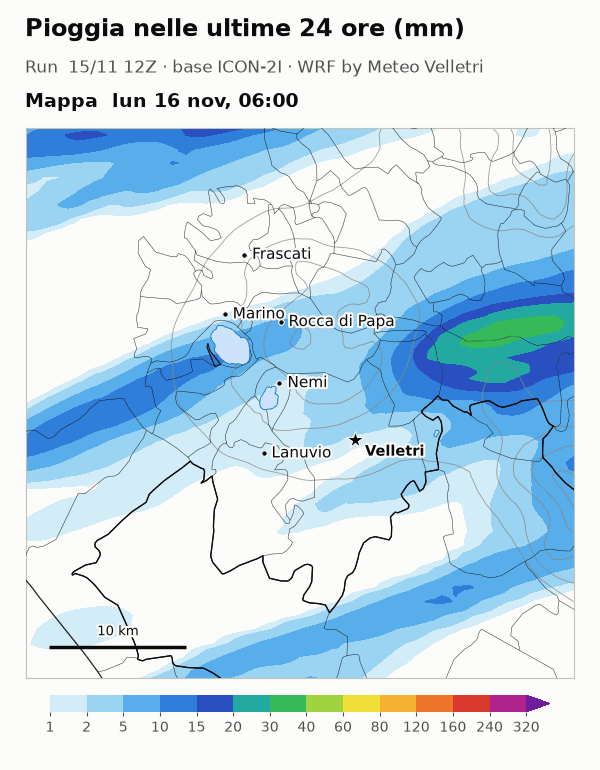 Pioggia nelle ultime 24 ore (mm)
Run  15/11 12Z · base ICON-2I · WRF by Meteo Velletri
Mappa  lun 16 nov, 06:00
Frascati
Marino
Rocca di Papa
Nemi
Velletri
Lanuvio
10 km
1 2 5 10 15 20 30 40 60 80 120 160 240 320